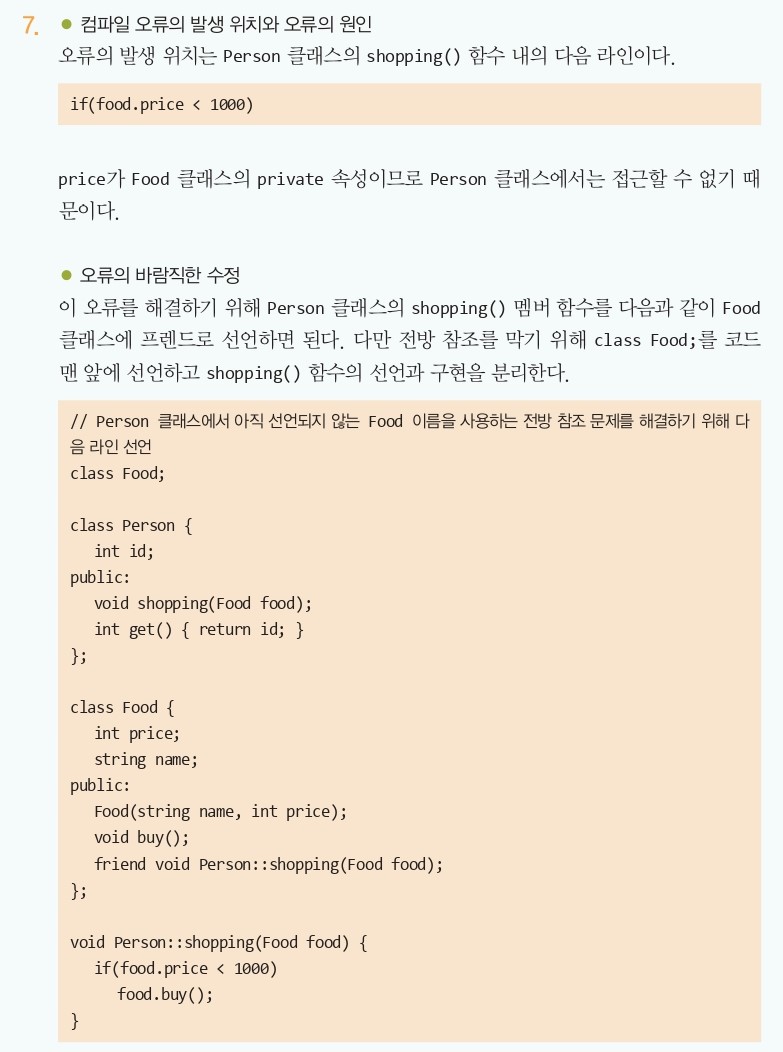 7. ● 컴파일 오류의 발생 위치와 오류의 원인
오류의 발생 위치는 Person 클래스의 shopping() 함수 내의 다음 라인이다.
if(food.price < 1000)
price가 Food 클래스의 private 속성이므로 Person 클래스에서는 접근할 수 없기 때
문이다.
● 오류의 바람직한 수정
이 오류를 해결하기 위해 Person 클래스의 shopping() 멤버 함수를 다음과 같이 Food
클래스에 프렌드로 선언하면 된다. 다만 전방 참조를 막기 위해 class Food;를 코드
맨 앞에 선언하고 shopping() 함수의 선언과 구현을 분리한다.
// Person 클래스에서 아직 선언되지 않는 Food 이름을 사용하는 전방 참조 문제를 해결하기 위해 다
음 라인 선언
class Food;
class Person {
int id;
public:
void shopping(Food food);
int get() { return id; }
};
class Food {
int price;
string name;
public:
Food(string name, int price);
void buy();
friend void Person::shopping(Food food);
};
void Person::shopping(Food food) {
if(food.price < 1000)
food.buy();
}